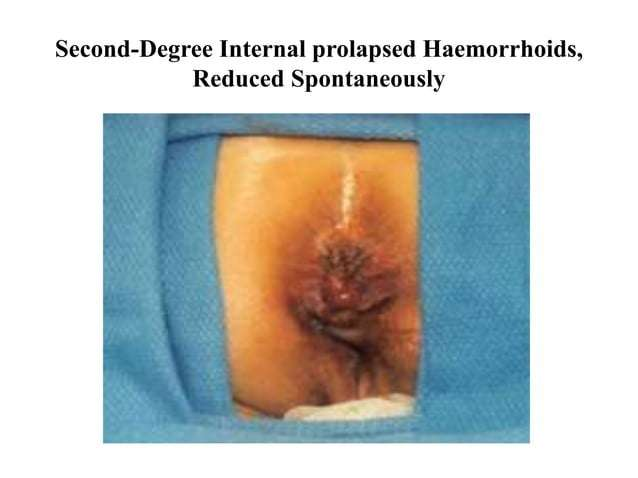 Second-Degree Internal prolapsed Haemorrhoids,
Reduced Spontaneously